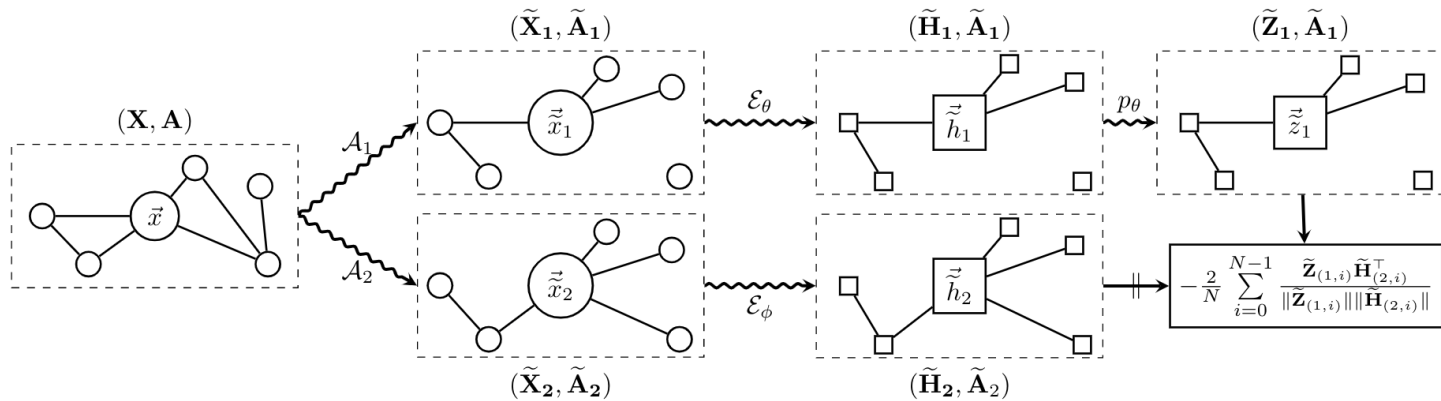 (X̃₁, Ã₁)
(H̃₁, Ã₁)
(Z̃₁, Ã₁)
(X, A)
𝒜₁
x⃗̃₁
ℰ_θ
h⃗̃₁
p_θ
z⃗̃₁
x⃗
𝒜₂
x⃗̃₂
ℰ_ϕ
h⃗̃₂
−2/N ∑_{i=0}^{N−1} Z̃_{(1,i)} H̃_{(2,i)}^⊤ / ‖Z̃_{(1,i)}‖‖H̃_{(2,i)}‖
(X̃₂, Ã₂)
(H̃₂, Ã₂)